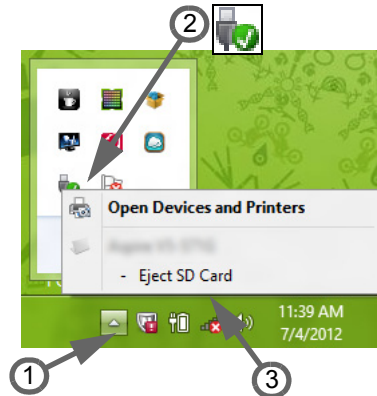 2
Open Devices and Printers
- Eject SD Card
11:39 AM
7/4/2012
1
3